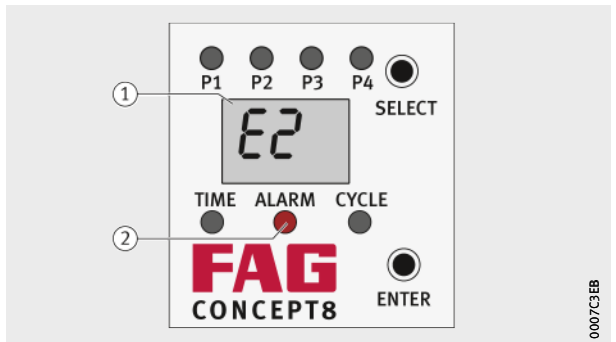 P1 P2 P3 P4
SELECT
1
E2
TIME ALARM CYCLE
2
FAG
CONCEPT8
ENTER
0007C3EB